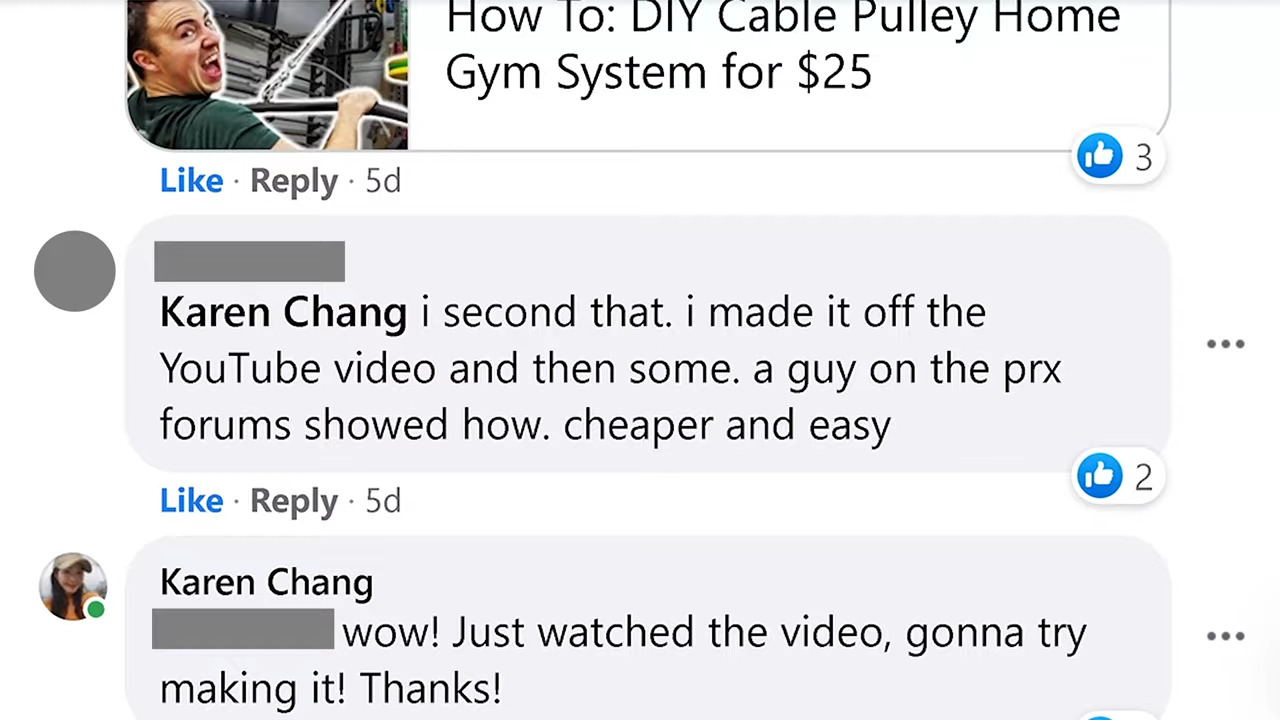 How To: DIY Cable Pulley Home
Gym System for $25
3
Like · Reply · 5d
Karen Chang i second that. i made it off the
YouTube video and then some. a guy on the prx
forums showed how. cheaper and easy
2
Like · Reply · 5d
Karen Chang
wow! Just watched the video, gonna try
making it! Thanks!